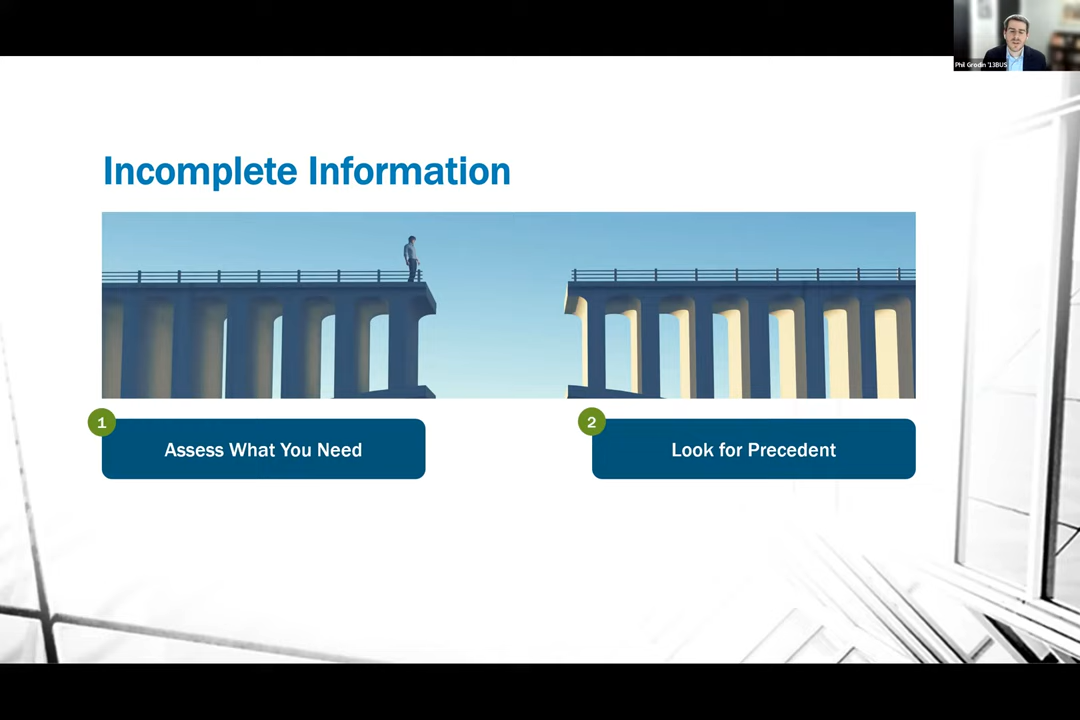 Phil Grodin '13BUS
Incomplete Information
1
Assess What You Need
2
Look for Precedent